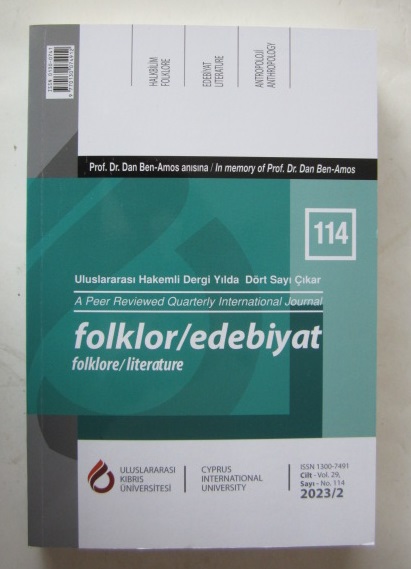 ISSN 1300-7491
HALKBİLİM
FOLKLORE
EDEBİYAT
LITERATURE
ANTROPOLOJİ
ANTHROPOLOGY
Prof. Dr. Dan Ben-Amos anısına / In memory of Prof. Dr. Dan Ben-Amos
114
Uluslararası Hakemli Dergi Yılda Dört Sayı Çıkar
A Peer Reviewed Quarterly International Journal
folklor/edebiyat
folklore/literature
ULUSLARARASI
KIBRIS
ÜNİVERSİTESİ
CYPRUS
INTERNATIONAL
UNIVERSITY
ISSN 1300-7491
Cilt - Vol. 29,
Sayı - No. 114
2023/2